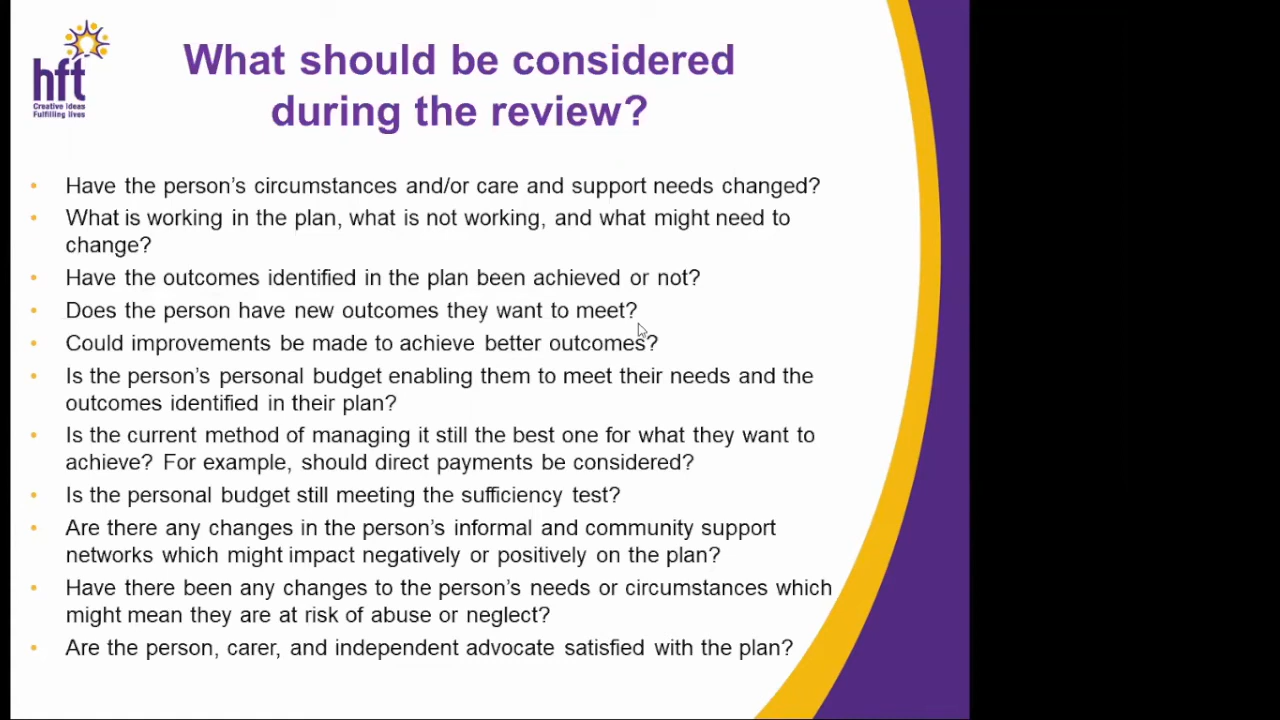 hft
Creative Ideas
Fulfilling lives
What should be considered
during the review?
• Have the person's circumstances and/or care and support needs changed?
• What is working in the plan, what is not working, and what might need to
change?
• Have the outcomes identified in the plan been achieved or not?
• Does the person have new outcomes they want to meet?
• Could improvements be made to achieve better outcomes?
• Is the person's personal budget enabling them to meet their needs and the
outcomes identified in their plan?
• Is the current method of managing it still the best one for what they want to
achieve? For example, should direct payments be considered?
• Is the personal budget still meeting the sufficiency test?
• Are there any changes in the person's informal and community support
networks which might impact negatively or positively on the plan?
• Have there been any changes to the person's needs or circumstances which
might mean they are at risk of abuse or neglect?
• Are the person, carer, and independent advocate satisfied with the plan?